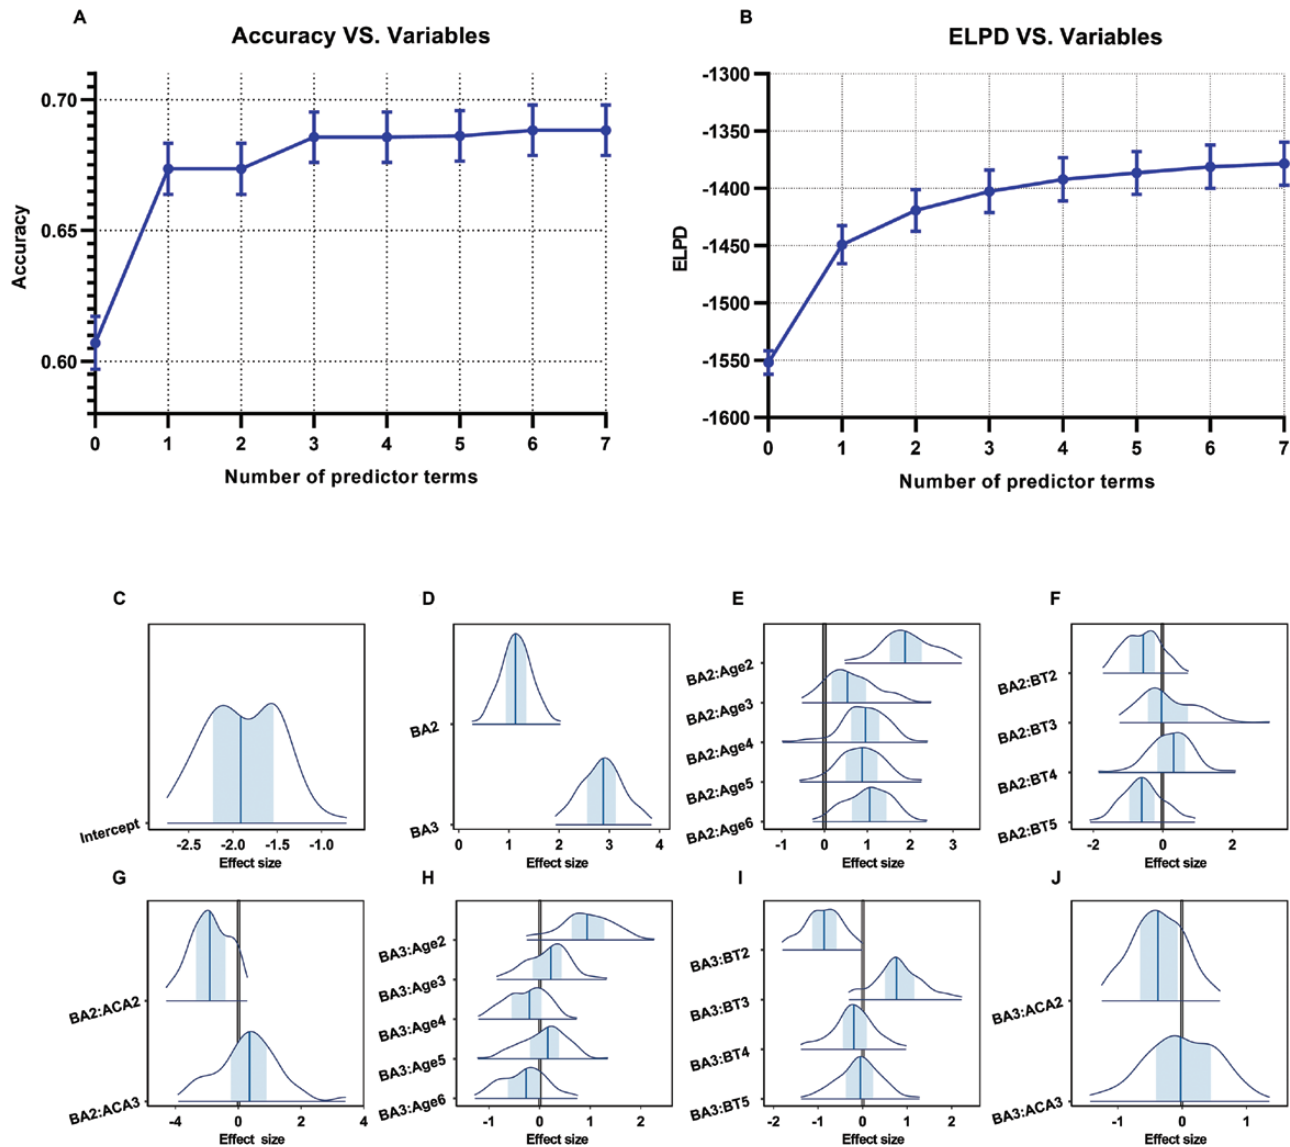 A
Accuracy VS. Variables
Accuracy
0.70
0.65
0.60
0 1 2 3 4 5 6 7
Number of predictor terms
B
ELPD VS. Variables
ELPD
-1300
-1350
-1400
-1450
-1500
-1550
-1600
0 1 2 3 4 5 6 7
Number of predictor terms
C
Intercept
-2.5 -2.0 -1.5 -1.0
Effect size
D
BA2
BA3
0 1 2 3 4
Effect size
E
BA2:Age2
BA2:Age3
BA2:Age4
BA2:Age5
BA2:Age6
-1 0 1 2 3
Effect size
F
BA2:BT2
BA2:BT3
BA2:BT4
BA2:BT5
-2 0 2
Effect size
G
BA2:ACA2
BA2:ACA3
-4 -2 0 2 4
Effect size
H
BA3:Age2
BA3:Age3
BA3:Age4
BA3:Age5
BA3:Age6
-1 0 1 2
Effect size
I
BA3:BT2
BA3:BT3
BA3:BT4
BA3:BT5
-2 -1 0 1 2
Effect size
J
BA3:ACA2
BA3:ACA3
-1 0 1
Effect size